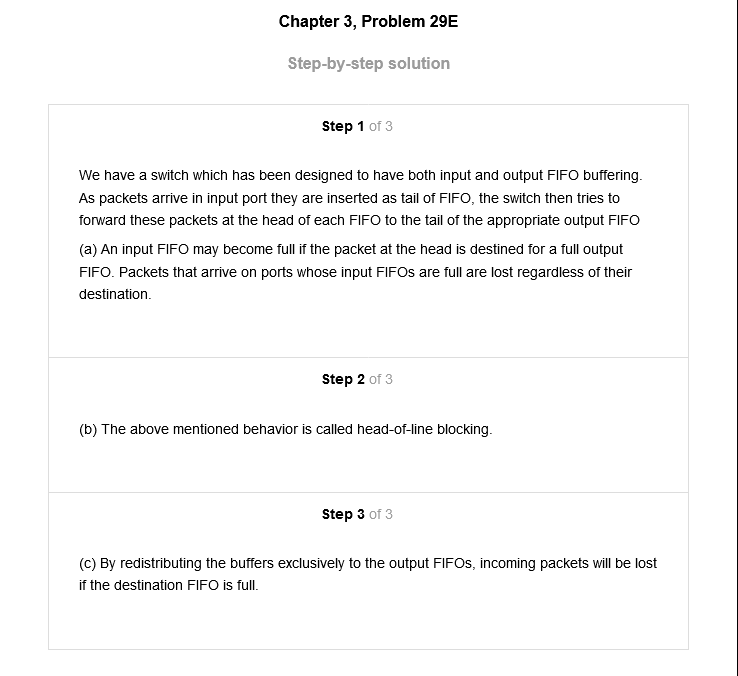 Chapter 3, Problem 29E
Step-by-step solution
Step 1 of 3
We have a switch which has been designed to have both input and output FIFO buffering.
As packets arrive in input port they are inserted as tail of FIFO, the switch then tries to
forward these packets at the head of each FIFO to the tail of the appropriate output FIFO
(a) An input FIFO may become full if the packet at the head is destined for a full output
FIFO. Packets that arrive on ports whose input FIFOs are full are lost regardless of their
destination.
Step 2 of 3
(b) The above mentioned behavior is called head-of-line blocking.
Step 3 of 3
(c) By redistributing the buffers exclusively to the output FIFOs, incoming packets will be lost
if the destination FIFO is full.